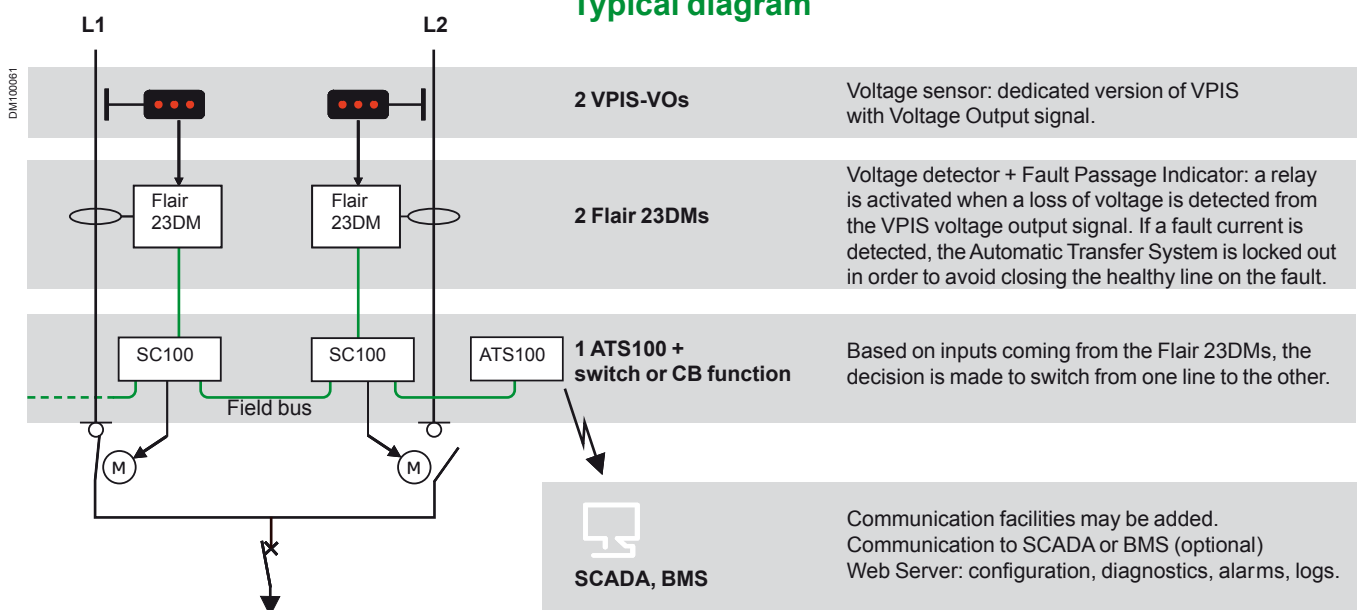 Typical diagram
L1
L2
DM100061
2 VPIS-VOs
Voltage sensor: dedicated version of VPIS
with Voltage Output signal.
Flair
23DM
Flair
23DM
2 Flair 23DMs
Voltage detector + Fault Passage Indicator: a relay
is activated when a loss of voltage is detected from
the VPIS voltage output signal. If a fault current is
detected, the Automatic Transfer System is locked out
in order to avoid closing the healthy line on the fault.
SC100
SC100
ATS100
1 ATS100 +
switch or CB function
Based on inputs coming from the Flair 23DMs, the
decision is made to switch from one line to the other.
Field bus
M
M
SCADA, BMS
Communication facilities may be added.
Communication to SCADA or BMS (optional)
Web Server: configuration, diagnostics, alarms, logs.